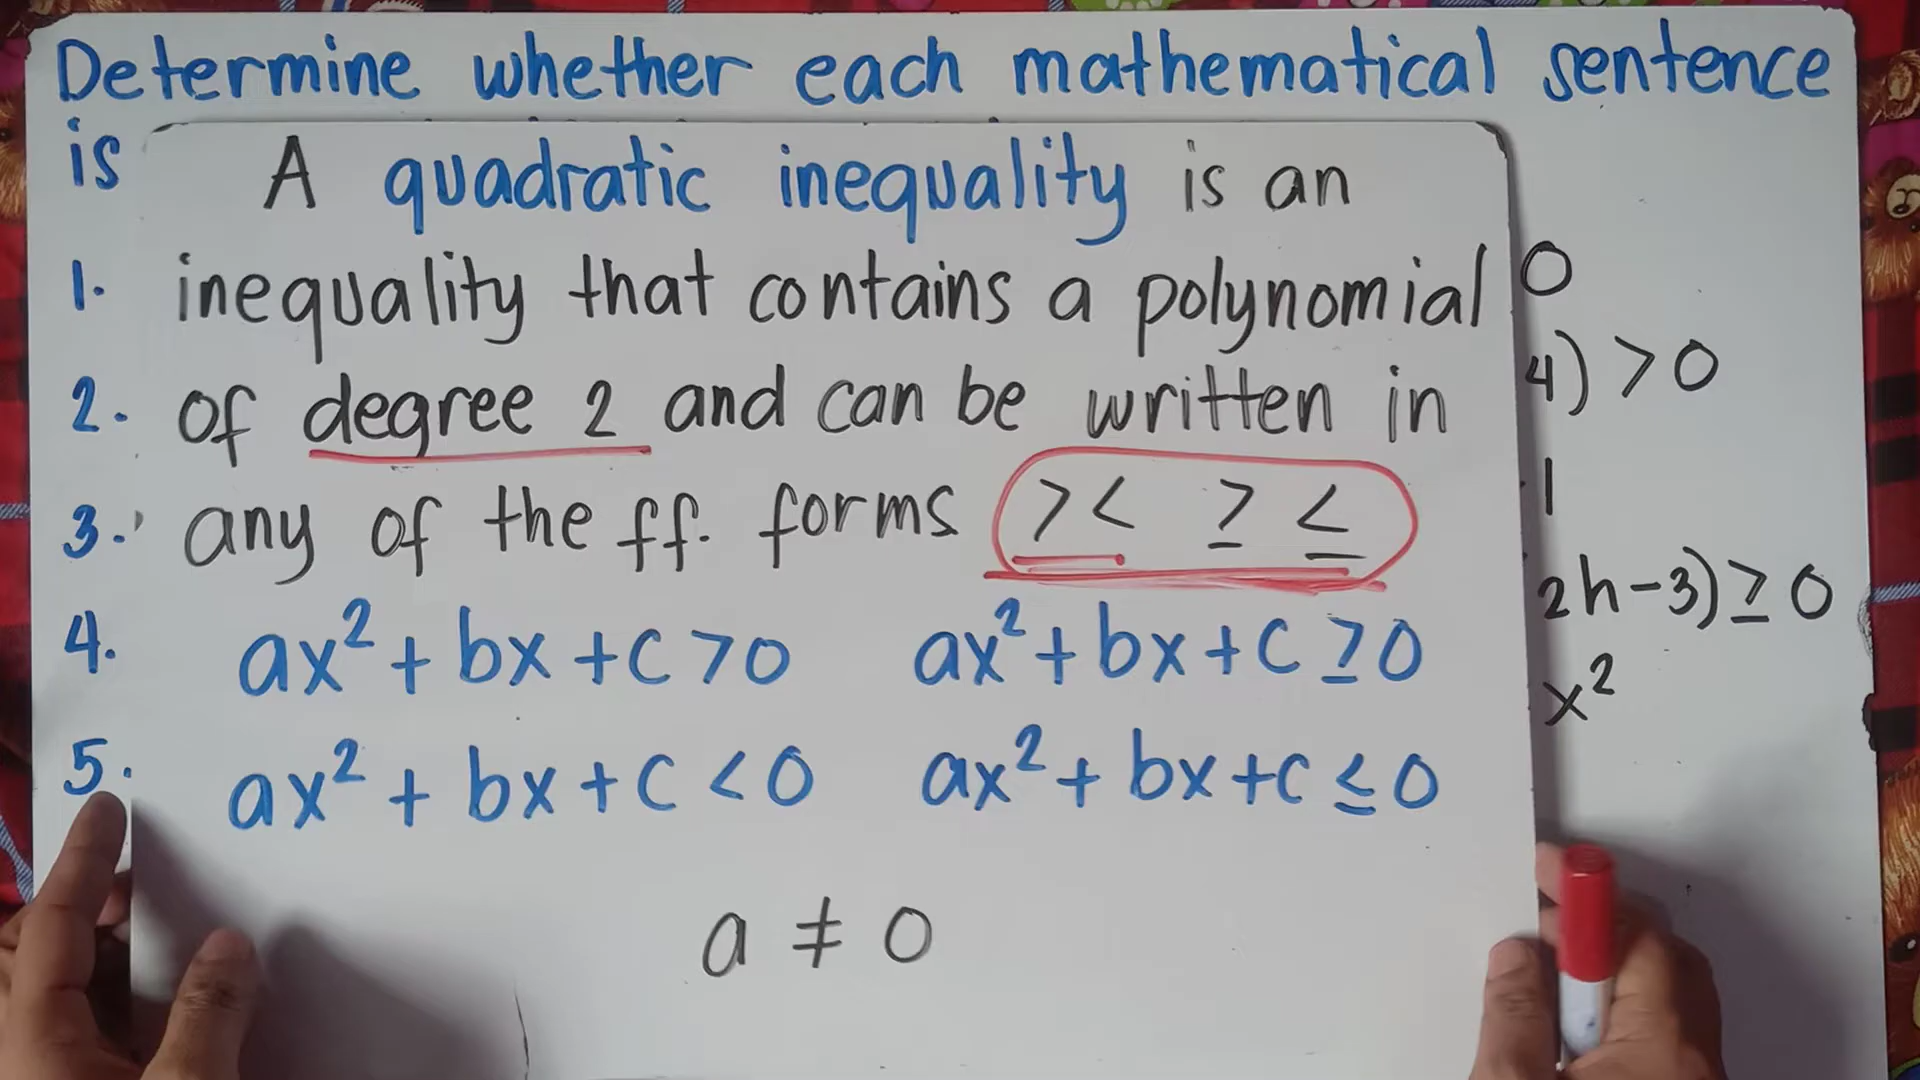 Determine whether each mathematical sentence
is
A quadratic inequality is an
1. inequality that contains a polynomial 0
2. of degree 2 and can be written in 4) > 0
3. any of the ff. forms > < ≥ ≤ 1
4. ax² + bx + c > 0 ax² + bx + c ≥ 0 2h - 3) ≥ 0
5. ax² + bx + c < 0 ax² + bx + c ≤ 0 x²
a ≠ 0